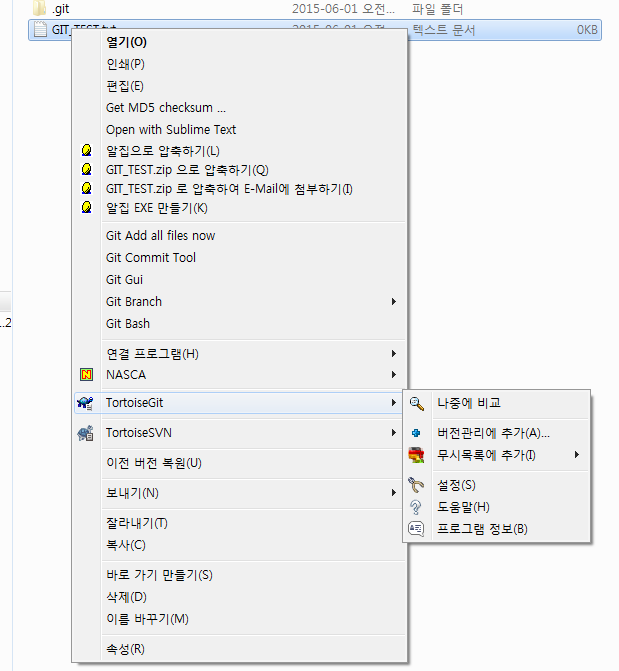 .git 2015-06-01 오전... 파일 폴더
GIT_TEST.txt 2015-06-01 오전... 텍스트 문서 0KB
열기(O)
인쇄(P)
편집(E)
Get MD5 checksum ...
Open with Sublime Text
알집으로 압축하기(L)
GIT_TEST.zip 으로 압축하기(Q)
GIT_TEST.zip 로 압축하여 E-Mail에 첨부하기(I)
알집 EXE 만들기(K)
Git Add all files now
Git Commit Tool
Git Gui
Git Branch
Git Bash
..2
연결 프로그램(H)
NASCA
TortoiseGit
TortoiseSVN
이전 버전 복원(U)
보내기(N)
잘라내기(T)
복사(C)
바로 가기 만들기(S)
삭제(D)
이름 바꾸기(M)
속성(R)
나중에 비교
버전관리에 추가(A)...
무시목록에 추가(I)
설정(S)
도움말(H)
프로그램 정보(B)